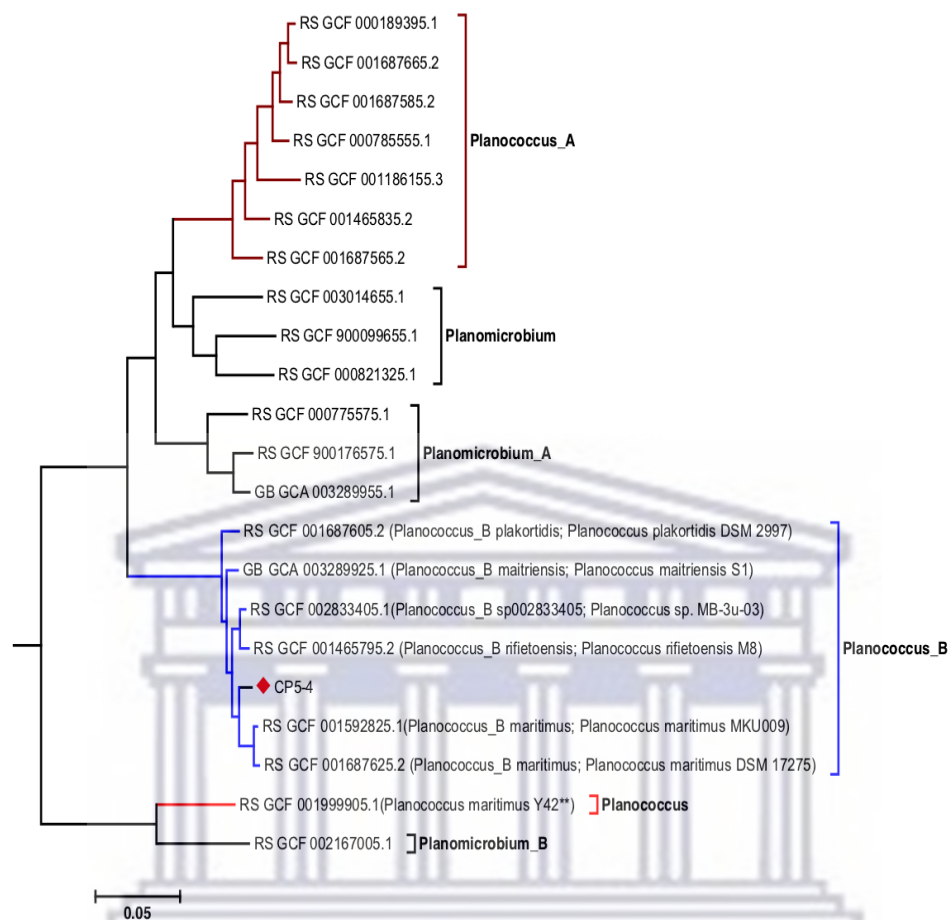 RS GCF 000189395.1
RS GCF 001687665.2
RS GCF 001687585.2
RS GCF 000785555.1
Planococcus_A
RS GCF 001186155.3
RS GCF 001465835.2
RS GCF 001687565.2
RS GCF 003014655.1
RS GCF 900099655.1
Planomicrobium
RS GCF 000821325.1
RS GCF 000775575.1
RS GCF 900176575.1
Planomicrobium_A
GB GCA 003289955.1
RS GCF 001687605.2 (Planococcus_B plakortidis; Planococcus plakortidis DSM 2997)
GB GCA 003289925.1 (Planococcus_B maitriensis; Planococcus maitriensis S1)
RS GCF 002833405.1(Planococcus_B sp002833405; Planococcus sp. MB-3u-03)
RS GCF 001465795.2 (Planococcus_B rifietoensis; Planococcus rifietoensis M8)
Planococcus_B
CP5-4
RS GCF 001592825.1(Planococcus_B maritimus; Planococcus maritimus MKU009)
RS GCF 001687625.2 (Planococcus_B maritimus; Planococcus maritimus DSM 17275)
RS GCF 001999905.1(Planococcus maritimus Y42**)
Planococcus
RS GCF 002167005.1
Planomicrobium_B
0.05